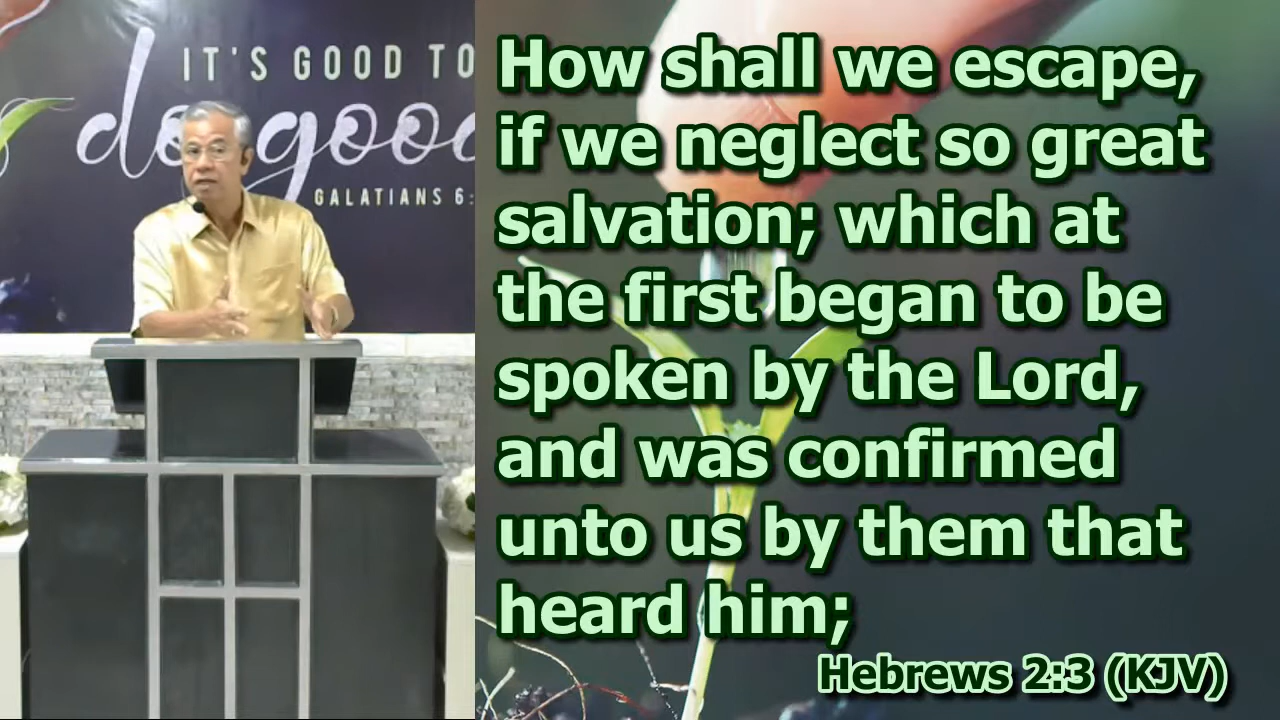 IT'S GOOD TO
do good
GALATIANS 6:
How shall we escape,
if we neglect so great
salvation; which at
the first began to be
spoken by the Lord,
and was confirmed
unto us by them that
heard him;
Hebrews 2:3 (KJV)